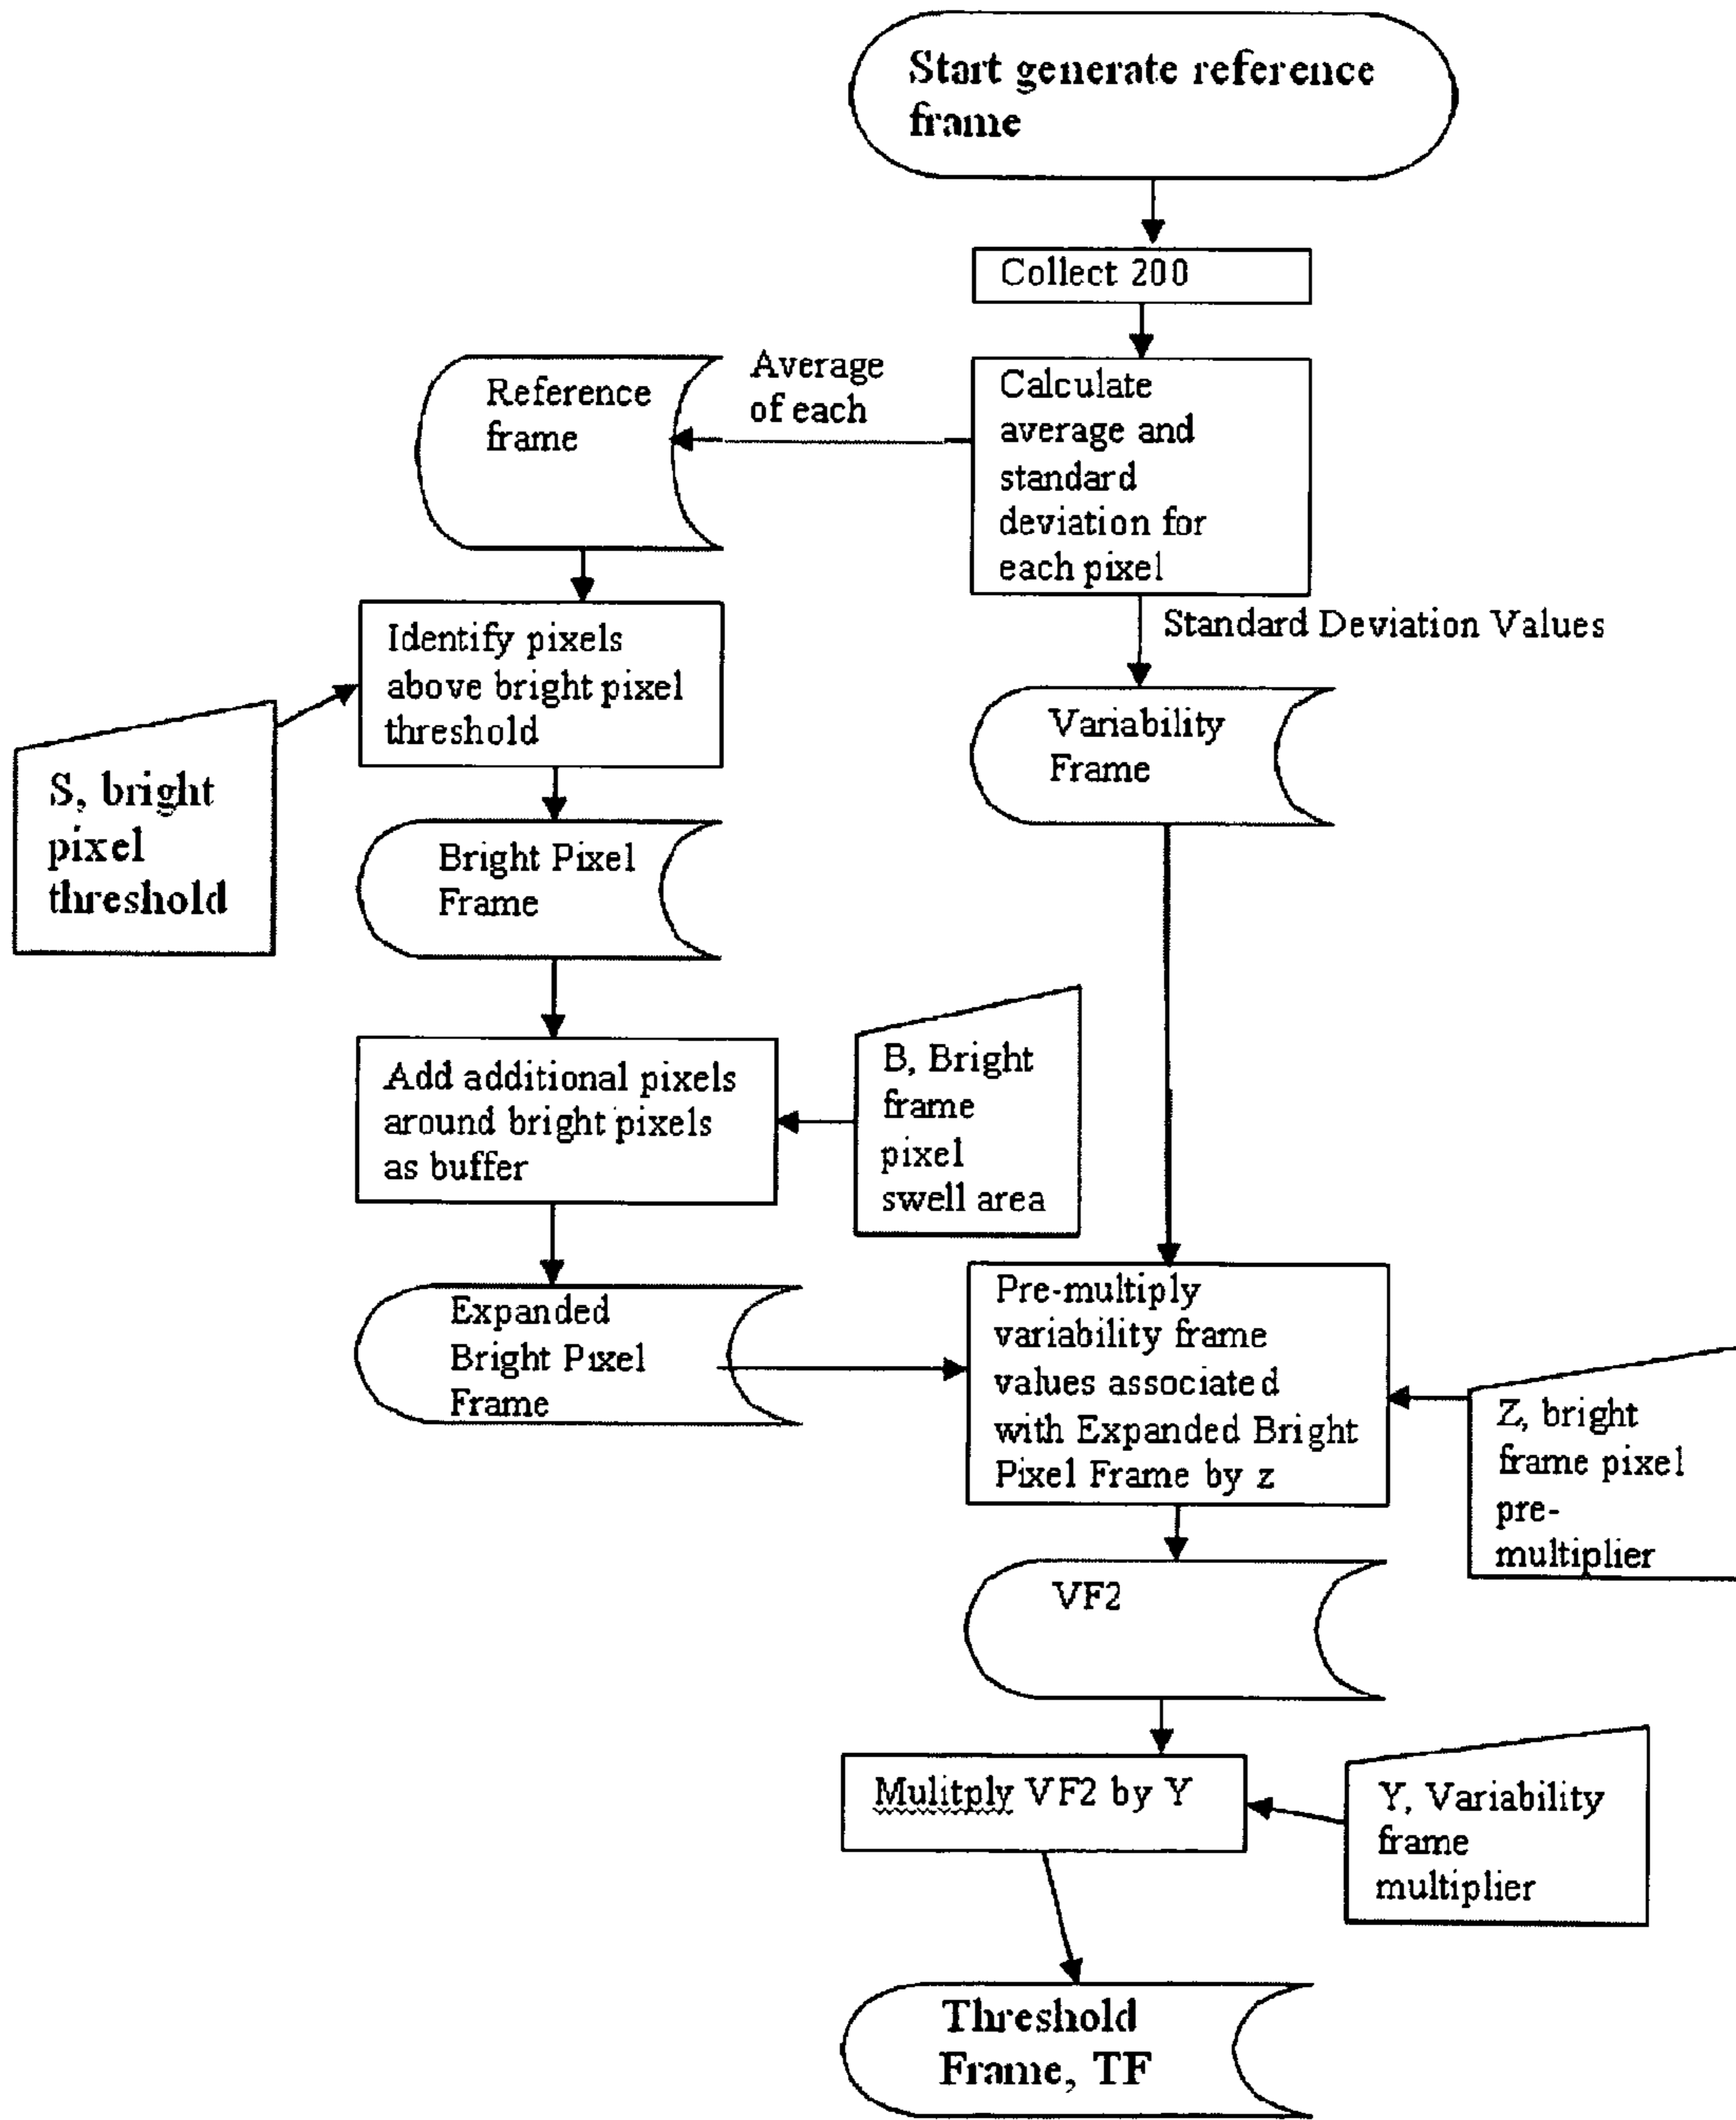 Start generate reference
frame
Collect 200
Calculate
average and
standard
deviation for
each pixel
Average
of each
Reference
frame
Standard Deviation Values
Identify pixels
above bright pixel
threshold
S, bright
pixel
threshold
Variability
Frame
Bright Pixel
Frame
B, Bright
frame
pixel
swell area
Add additional pixels
around bright pixels
as buffer
Expanded
Bright Pixel
Frame
Pre-multiply
variability frame
values associated
with Expanded Bright
Pixel Frame by z
Z, bright
frame pixel
pre-
multiplier
VF2
Mulitply VF2 by Y
Y, Variability
frame
multiplier
Threshold
Frame, TF